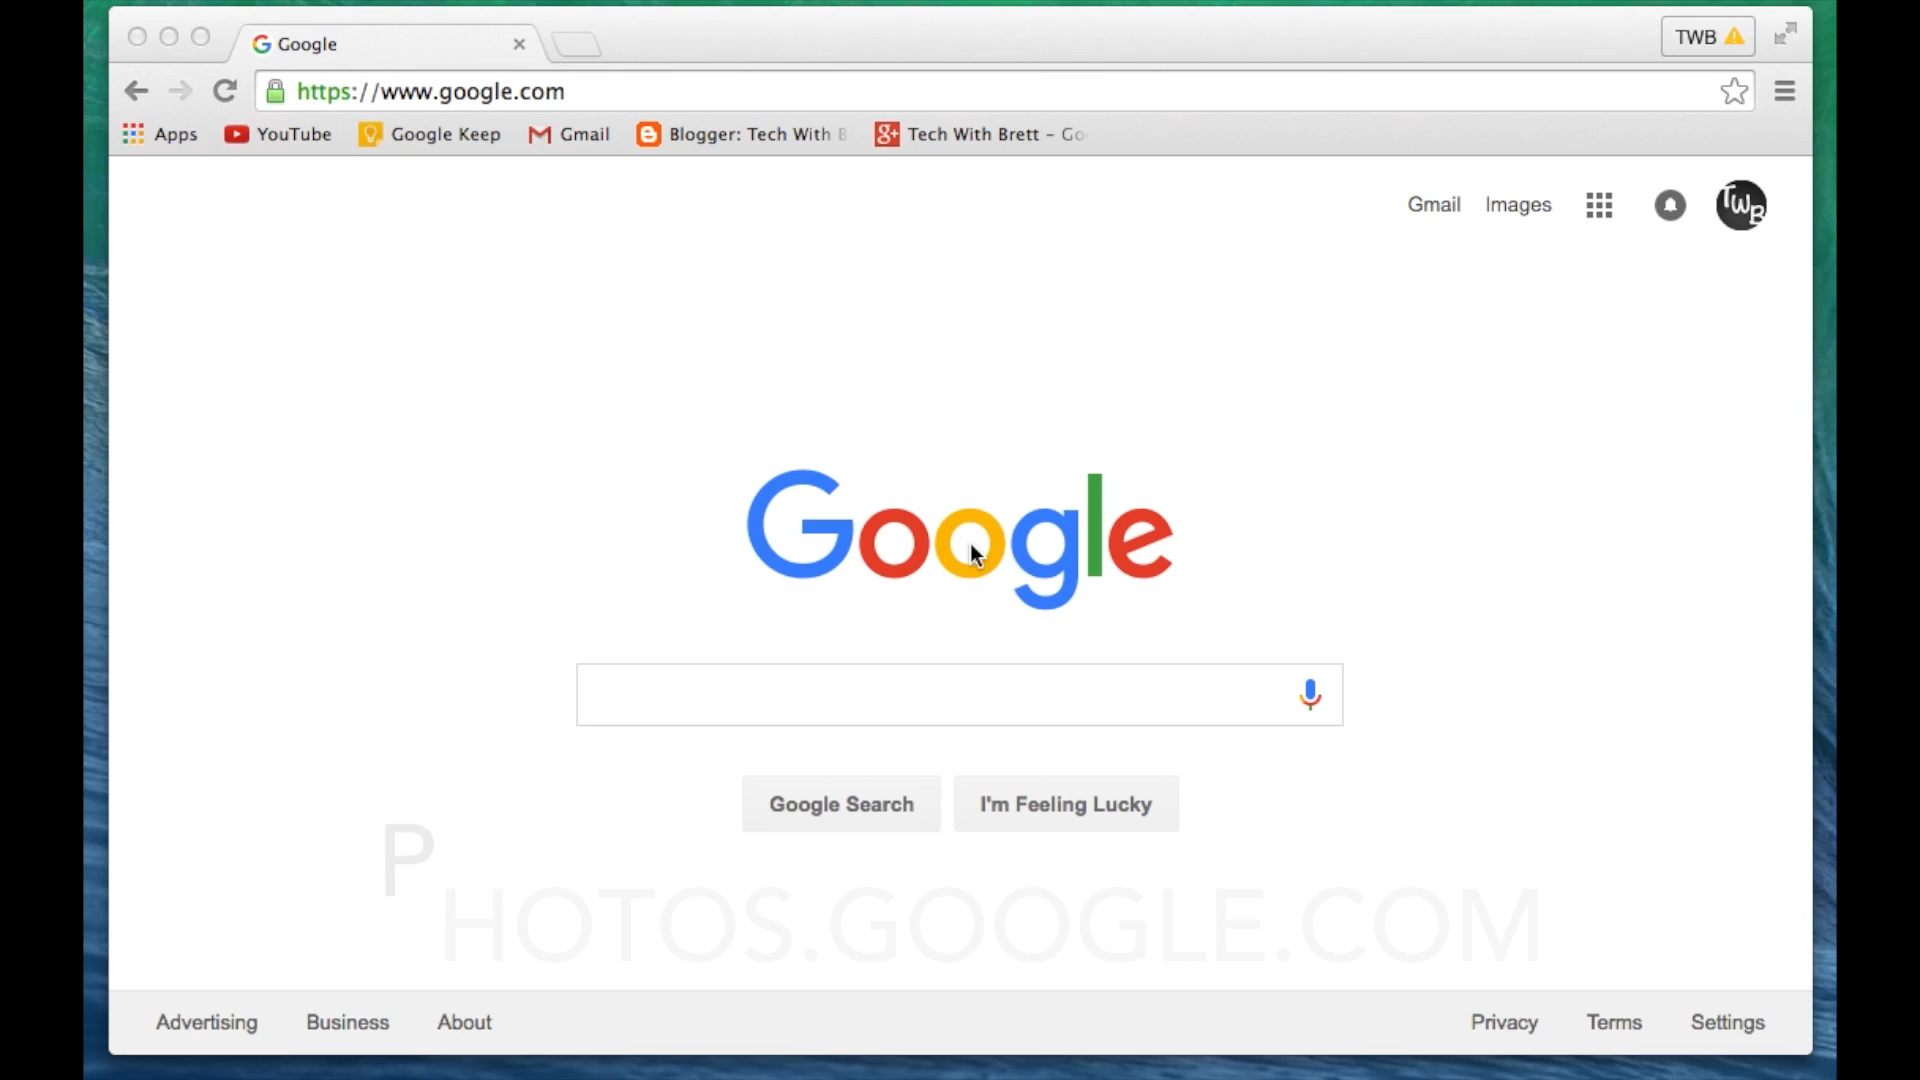 Google
TWB
https://www.google.com
Apps YouTube Google Keep Gmail Blogger: Tech With B Tech With Brett - Go
Gmail Images TWB
Google
Google Search I'm Feeling Lucky
PHOTOS.GOOGLE.COM
Advertising Business About Privacy Terms Settings